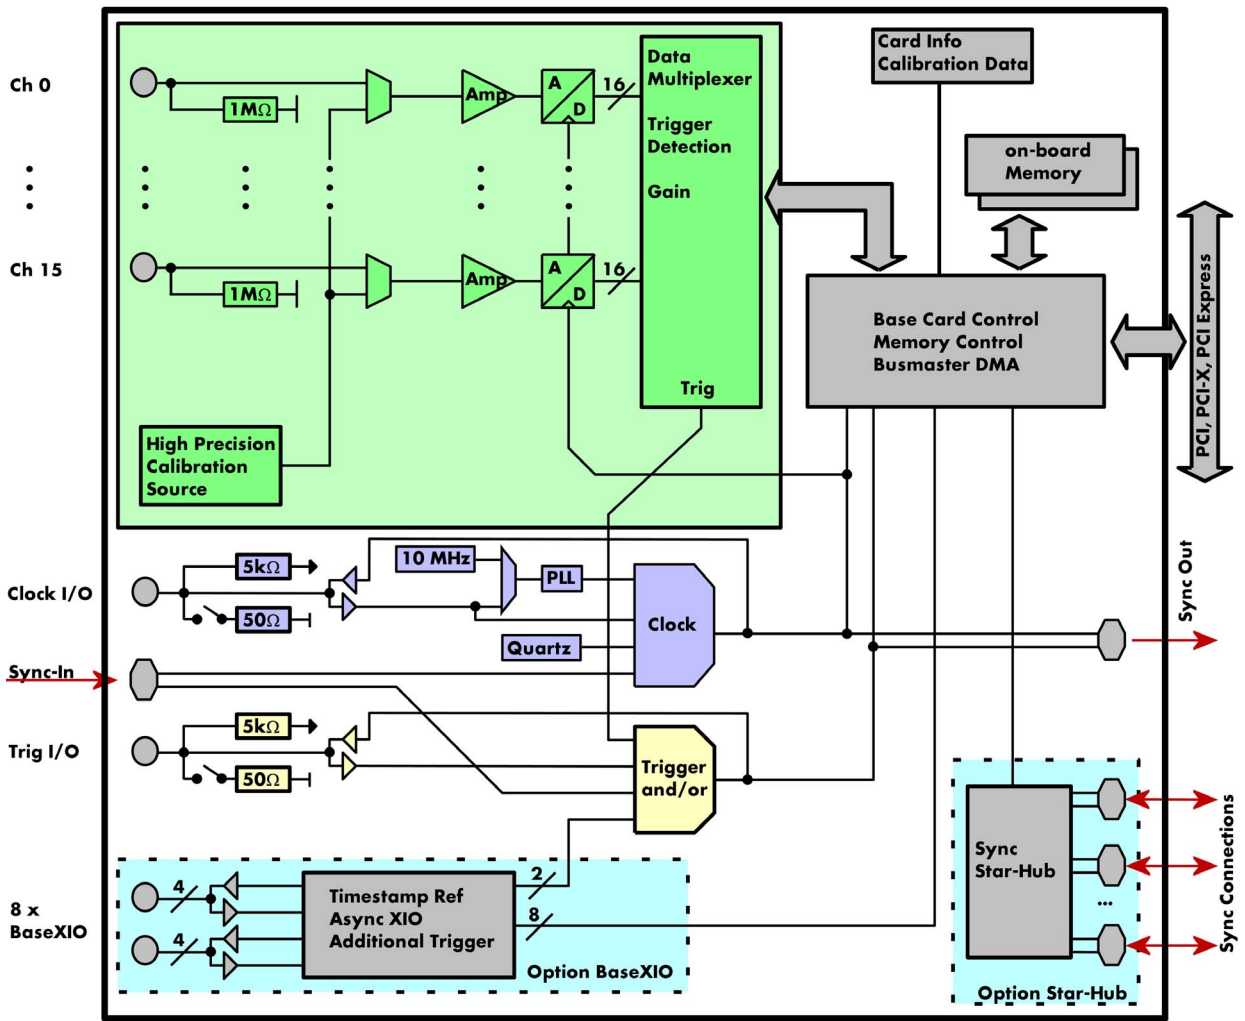 Ch 0
1MΩ
Amp
A
D
16
Data
Multiplexer
Trigger
Detection
Gain
Trig
Card Info
Calibration Data
on-board
Memory
Ch 15
1MΩ
Amp
A
D
16
Base Card Control
Memory Control
Busmaster DMA
PCI, PCI-X, PCI Express
High Precision
Calibration
Source
Clock I/O
5kΩ
50Ω
10 MHz
PLL
Quartz
Clock
Sync Out
Sync-In
Trig I/O
5kΩ
50Ω
Trigger
and/or
8 x
BaseXIO
4
4
Timestamp Ref
Async XIO
Additional Trigger
2
8
Option BaseXIO
Sync
Star-Hub
...
Option Star-Hub
Sync Connections